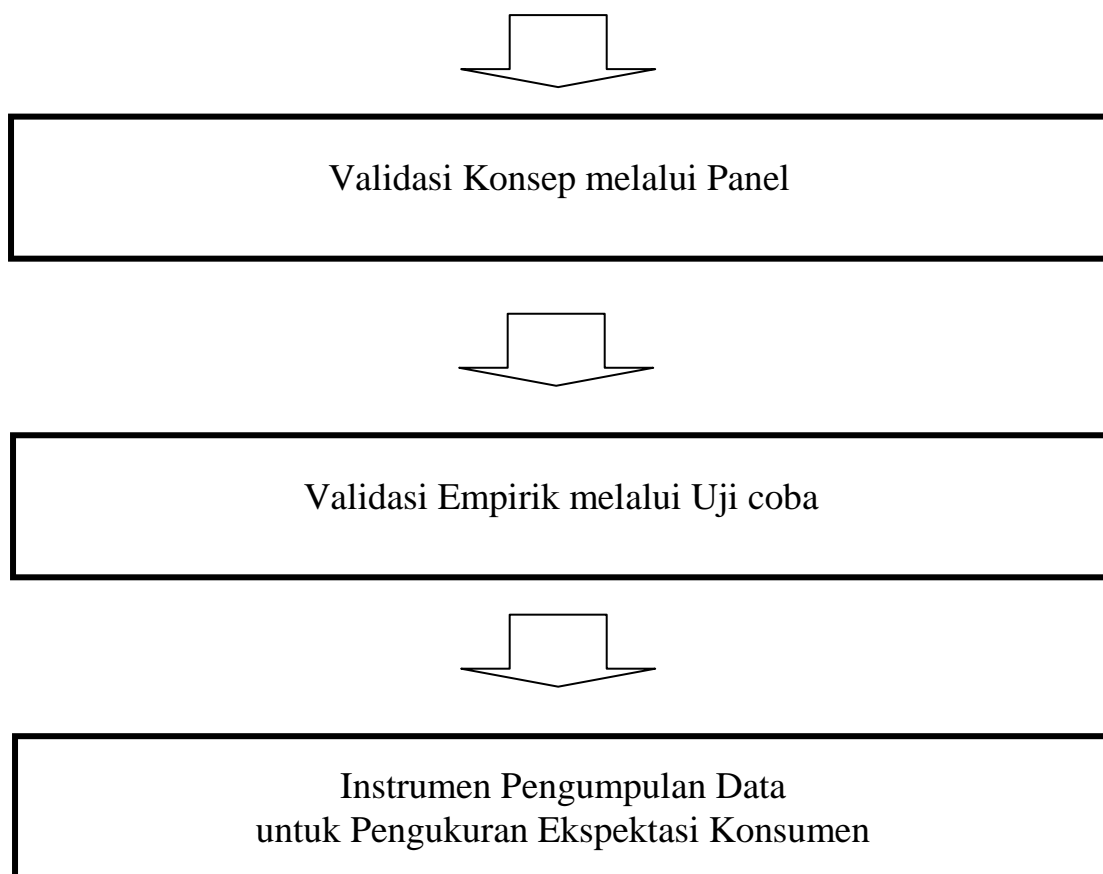 Validasi Konsep melalui Panel
Validasi Empirik melalui Uji coba
Instrumen Pengumpulan Data
untuk Pengukuran Ekspektasi Konsumen